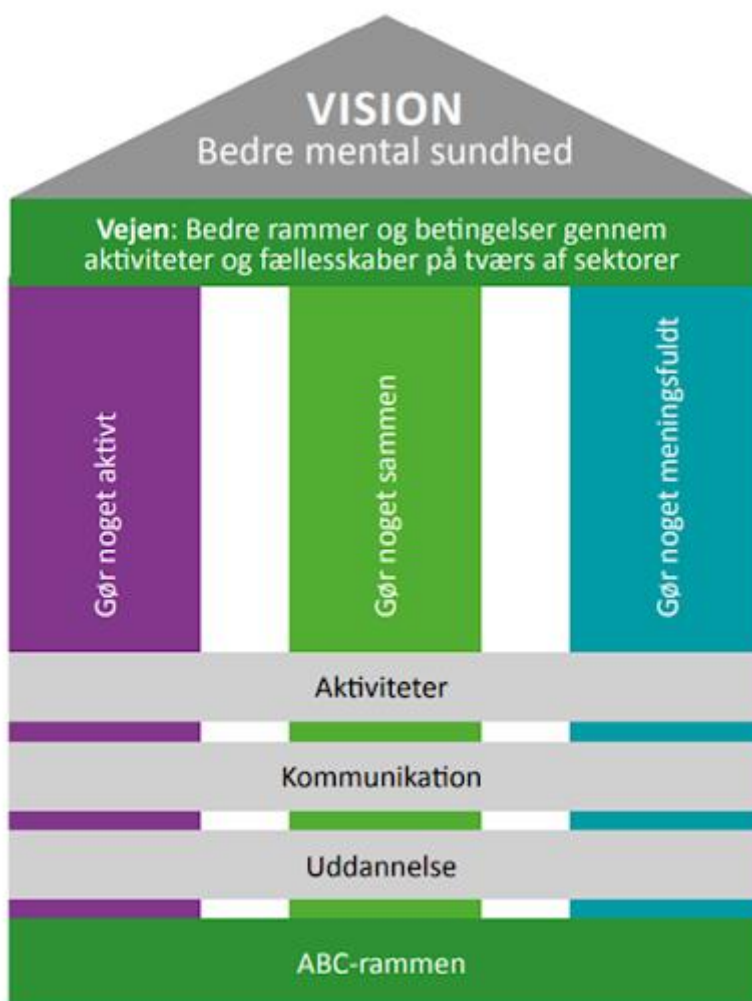 VISION
Bedre mental sundhed
Vejen: Bedre rammer og betingelser gennem
aktiviteter og fællesskaber på tværs af sektorer
Gør noget aktivt
Gør noget sammen
Gør noget meningsfuldt
Aktiviteter
Kommunikation
Uddannelse
ABC-rammen